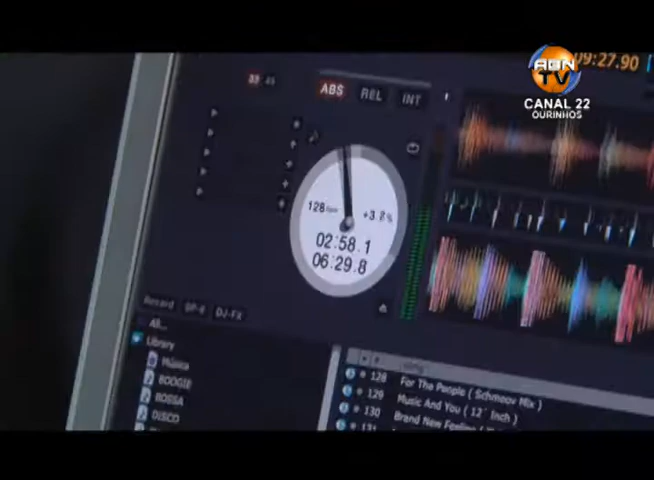 ABN
TV
CANAL 22
OURINHOS
09:27.90
33 45
ABS REL INT
128
+3.2%
02:58.1
06:29.8
Record SP-6 DJ-FX
All...
Library
Música
BOOGIE
BOSSA
DISCO
128 For The People ( Schmoov Mix )
129 Music And You ( 12" Inch )
130 Brand New Feeling
131